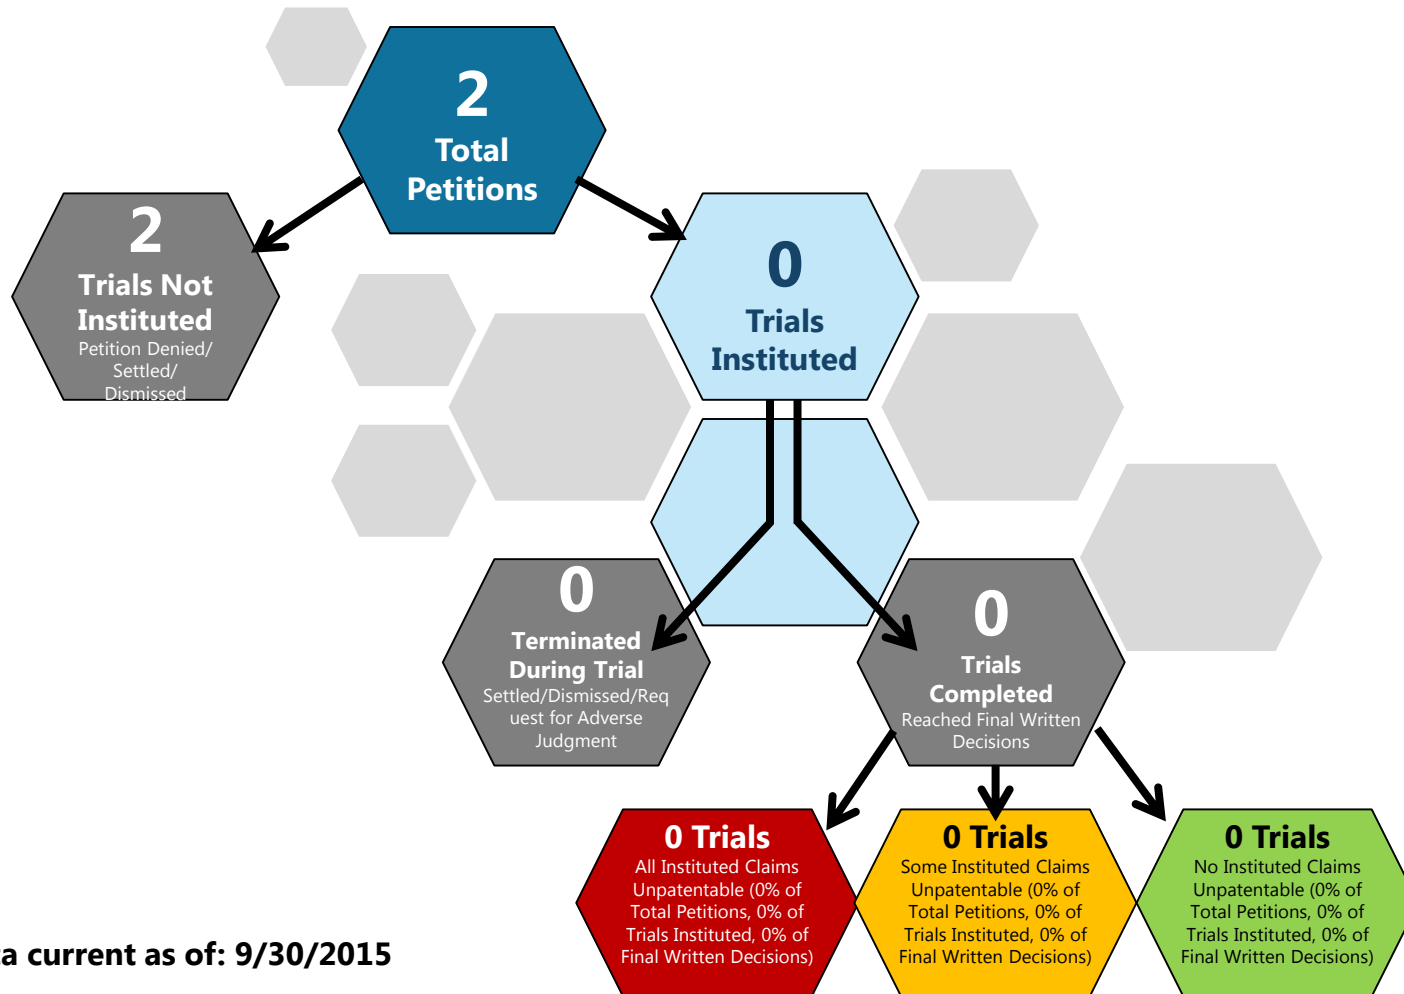 2
Total
Petitions
2
Trials Not
Instituted
Petition Denied/
Settled/
Dismissed
0
Trials
Instituted
0
Terminated
During Trial
Settled/Dismissed/Req
uest for Adverse
Judgment
0
Trials
Completed
Reached Final Written
Decisions
0 Trials
All Instituted Claims
Unpatentable (0% of
Total Petitions, 0% of
Trials Instituted, 0% of
Final Written Decisions)
0 Trials
Some Instituted Claims
Unpatentable (0% of
Total Petitions, 0% of
Trials Instituted, 0% of
Final Written Decisions)
0 Trials
No Instituted Claims
Unpatentable (0% of
Total Petitions, 0% of
Trials Instituted, 0% of
Final Written Decisions)
a current as of: 9/30/2015